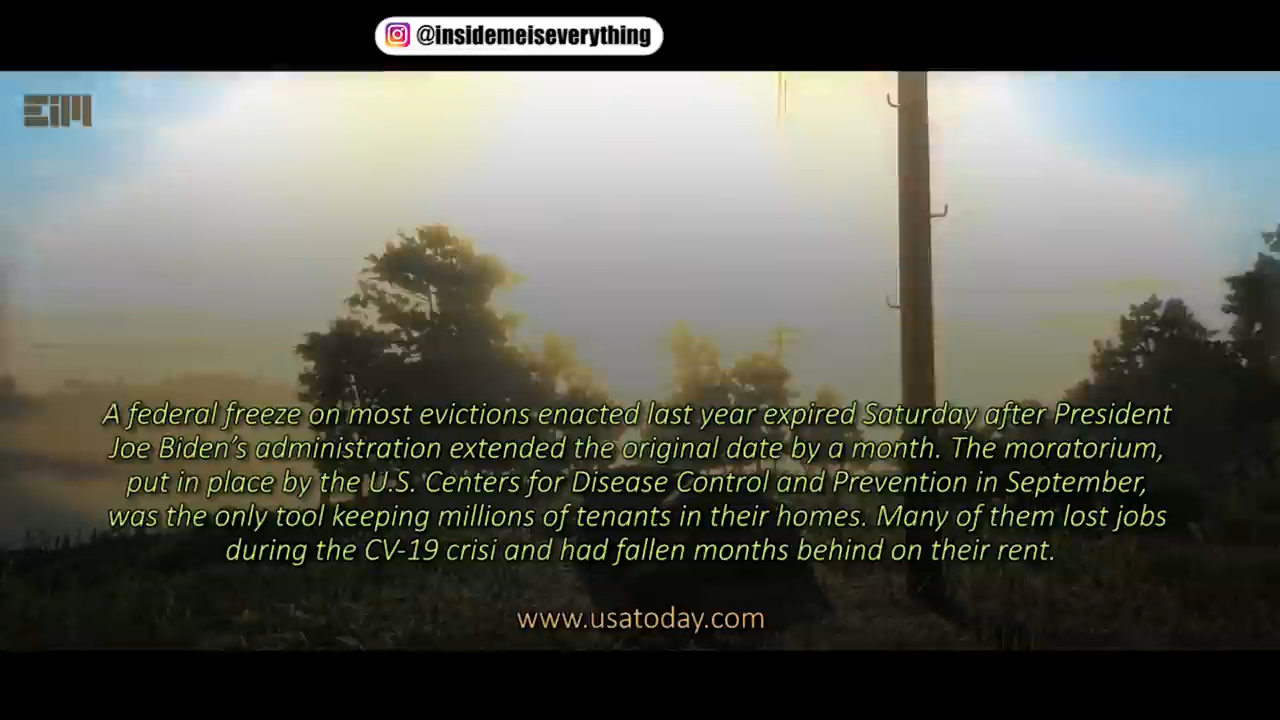 @insidemeiseverything
EiM
A federal freeze on most evictions enacted last year expired Saturday after President
Joe Biden’s administration extended the original date by a month. The moratorium,
put in place by the U.S. Centers for Disease Control and Prevention in September,
was the only tool keeping millions of tenants in their homes. Many of them lost jobs
during the CV-19 crisi and had fallen months behind on their rent.
www.usatoday.com